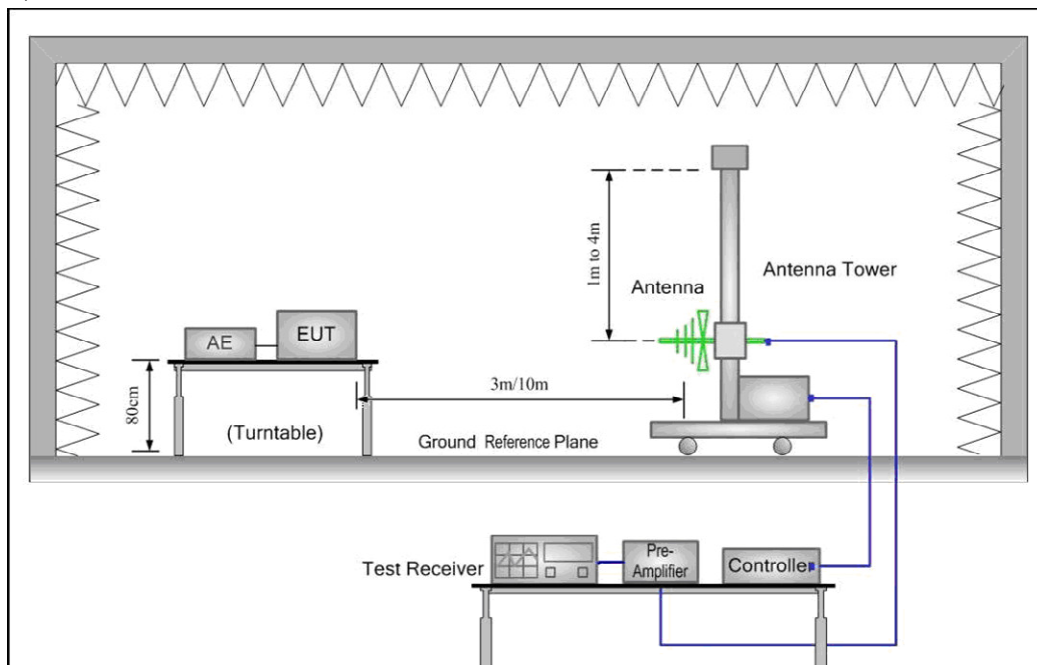 1m to 4m
Antenna Tower
Antenna
AE
EUT
3m/10m
80cm
(Turntable)
Ground Reference Plane
Test Receiver
Pre-
Amplifier
Controller